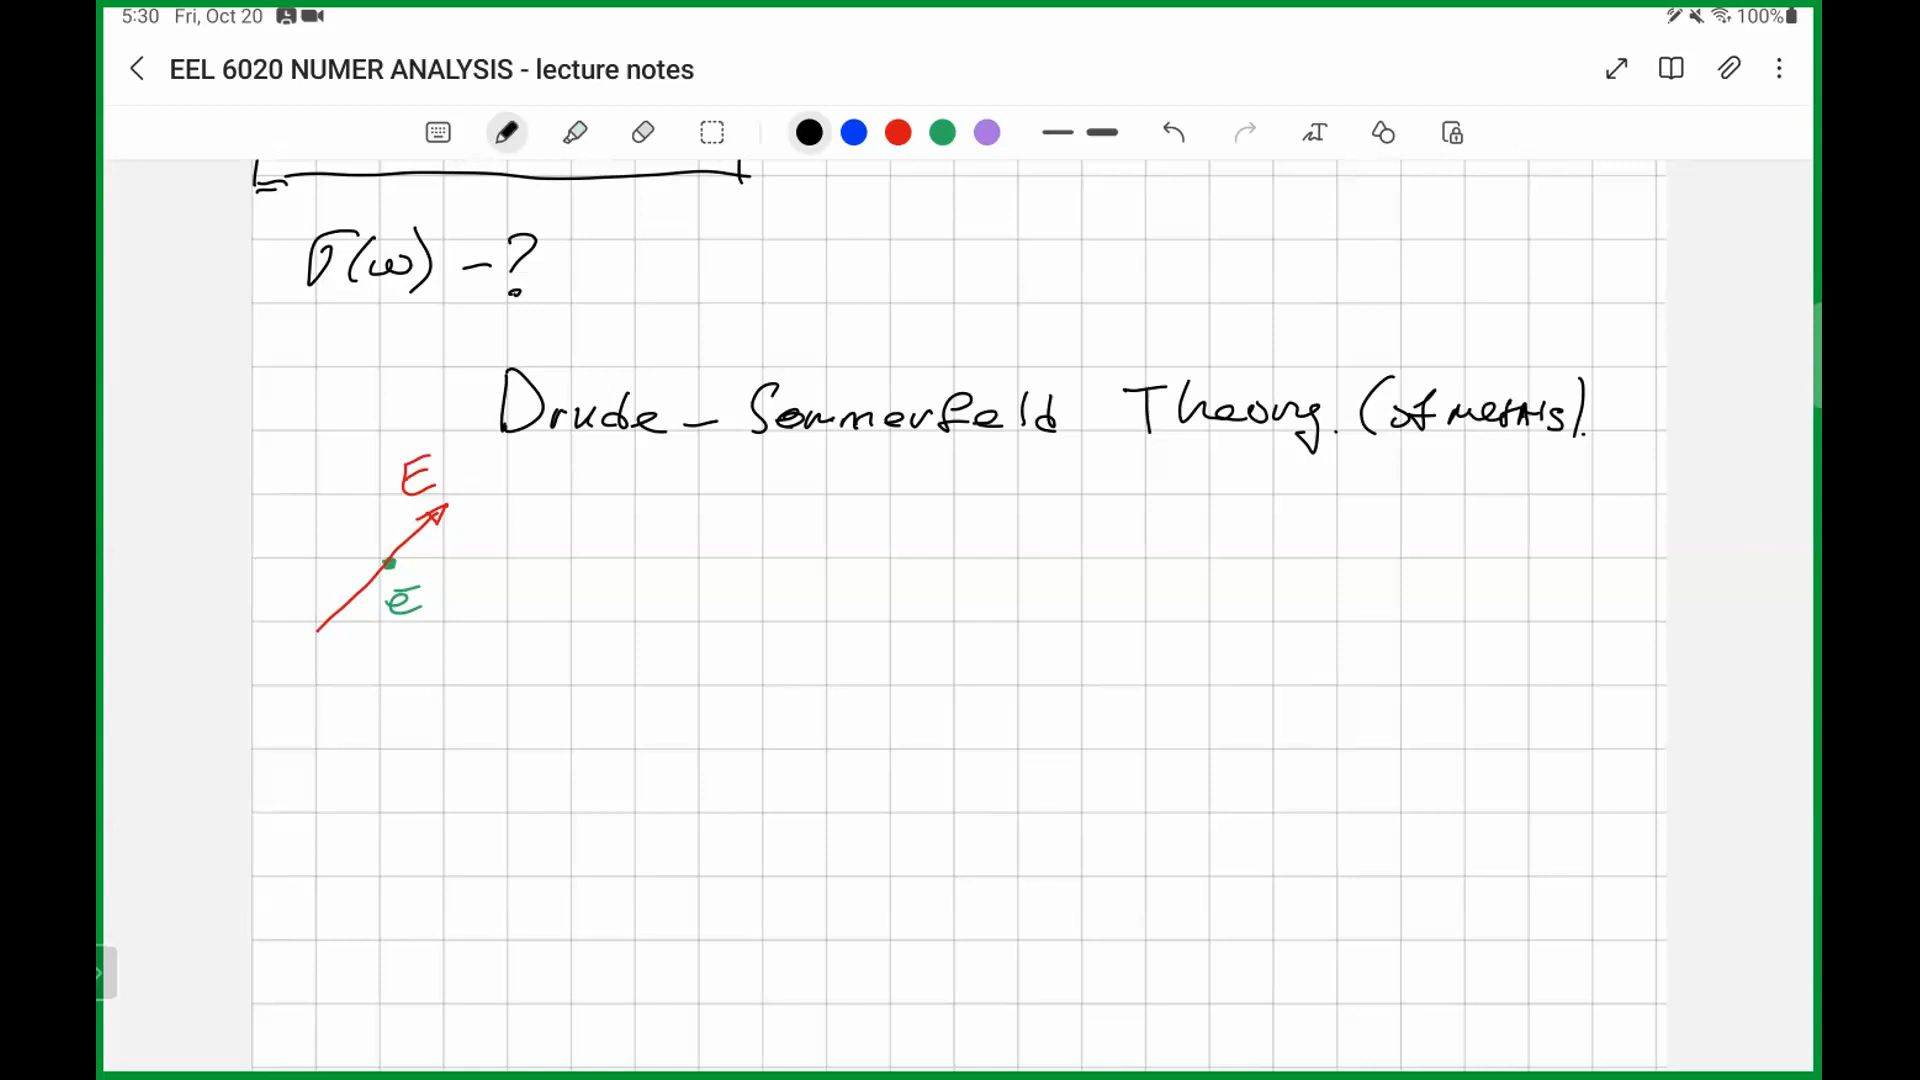 5:30 Fri, Oct 20 100%
EEL 6020 NUMER ANALYSIS - lecture notes
σ(ω) - ?
Drude - Sommerfeld Theory. (of metals).
E
ē